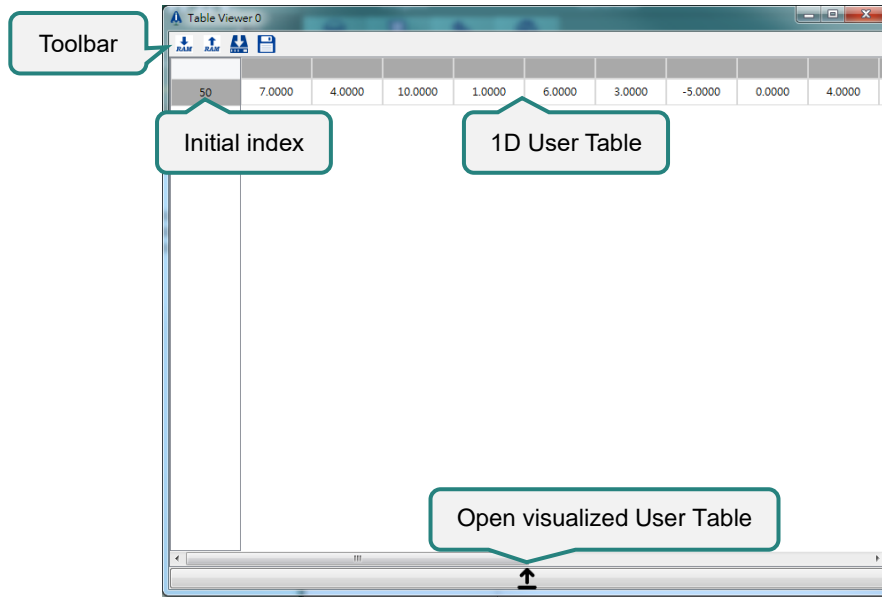 Table Viewer 0
Toolbar
RAM RAM
50 7.0000 4.0000 10.0000 1.0000 6.0000 3.0000 -5.0000 0.0000 4.0000
Initial index
1D User Table
Open visualized User Table